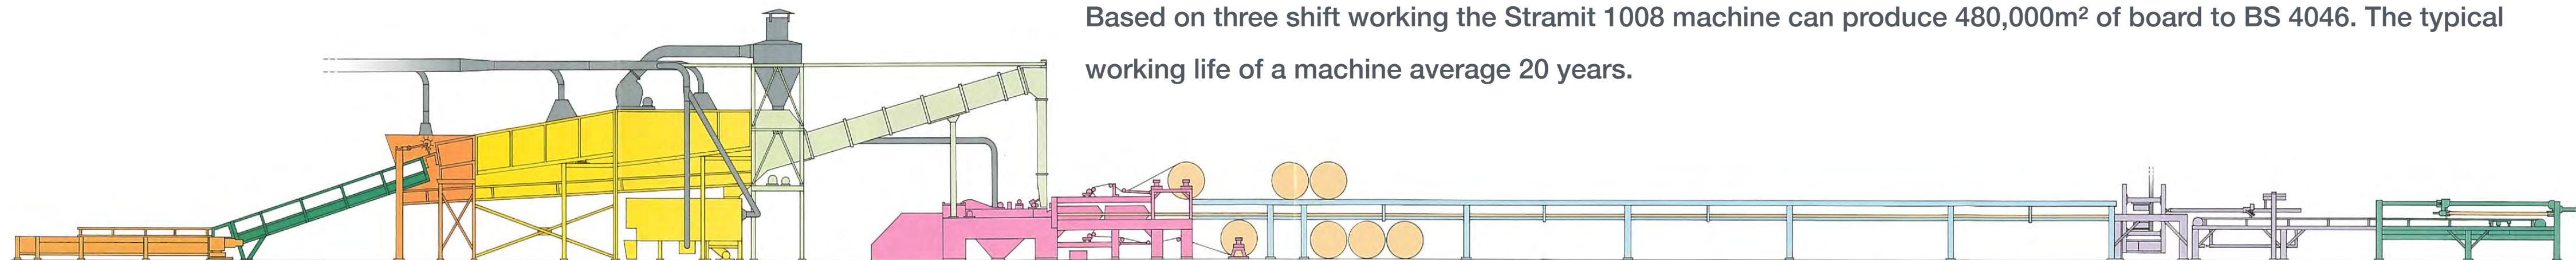 Based on three shift working the Stramit 1008 machine can produce 480,000m² of board to BS 4046. The typical
working life of a machine average 20 years.